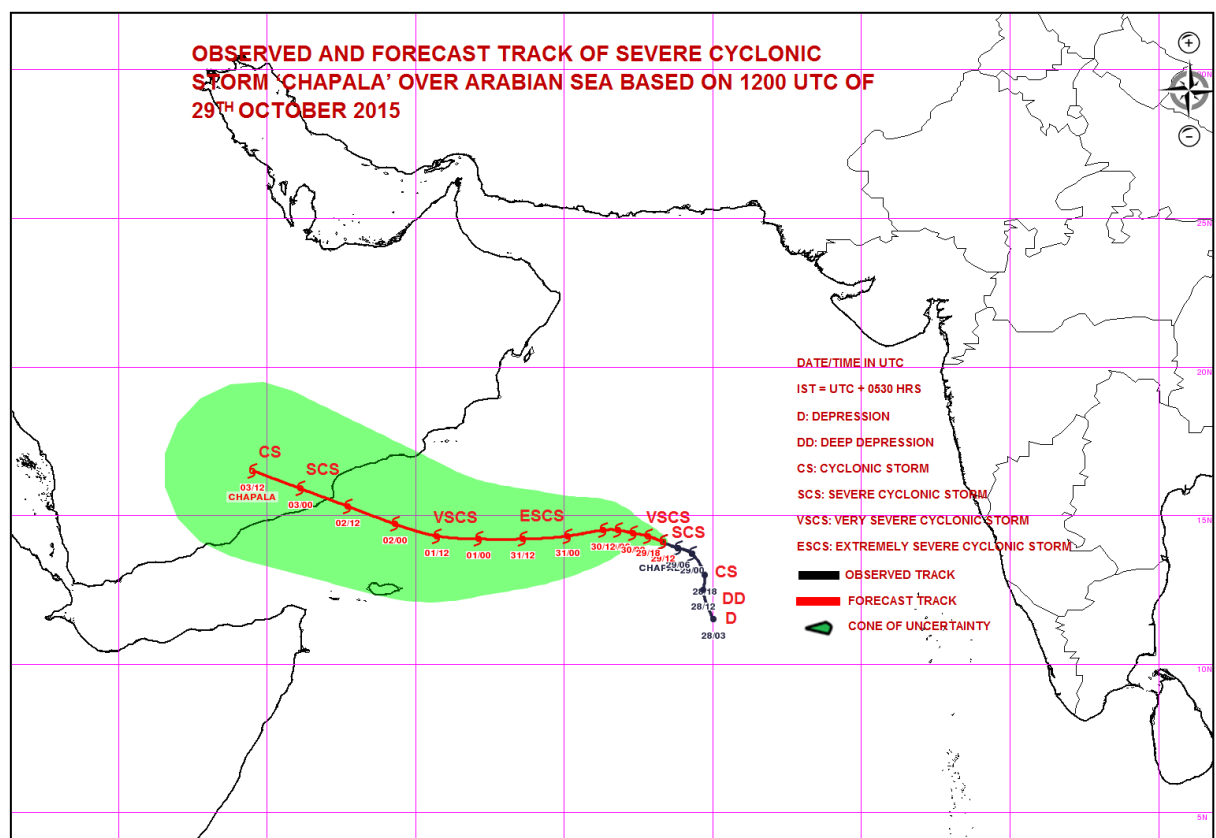 OBSERVED AND FORECAST TRACK OF SEVERE CYCLONIC
STORM 'CHAPALA' OVER ARABIAN SEA BASED ON 1200 UTC OF
29TH OCTOBER 2015
25N
20N
15N
10N
5N
DATE/TIME IN UTC
IST = UTC + 0530 HRS
D: DEPRESSION
DD: DEEP DEPRESSION
CS: CYCLONIC STORM
SCS: SEVERE CYCLONIC STORM
VSCS: VERY SEVERE CYCLONIC STORM
ESCS: EXTREMELY SEVERE CYCLONIC STORM
OBSERVED TRACK
FORECAST TRACK
CONE OF UNCERTAINTY
CS
03/12
CHAPALA
SCS
03/00
02/12
02/00
VSCS
01/12
01/00
ESCS
31/12
31/00
30/12
VSCS
29/18
29/12
SCS
29/06
29/00
CS
28/18
DD
28/12
D
28/03